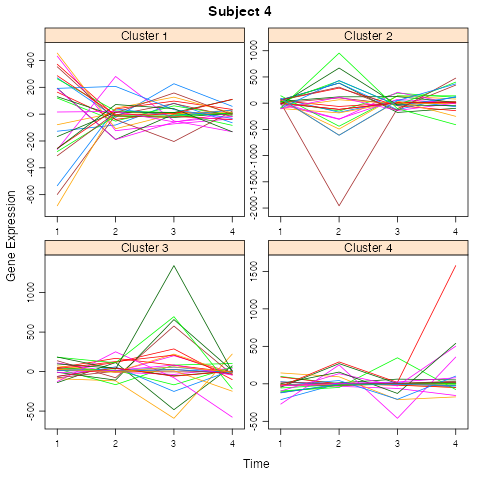 Subject 4
Cluster 1
Cluster 2
400
200
0
-200
-400
-600
1000
500
0
-500
-1000
-1500
-2000
1 2 3 4
1 2 3 4
Cluster 3
Cluster 4
1000
500
0
-500
1500
1000
500
0
-500
1 2 3 4
1 2 3 4
Gene Expression
Time